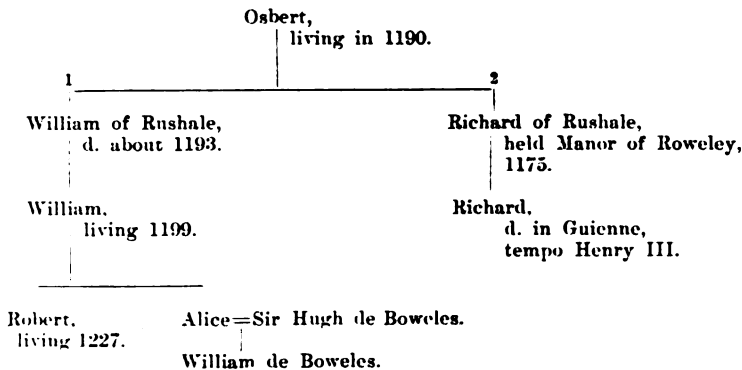 Osbert,
living in 1190.
1 2
William of Rushale,
d. about 1193.
Richard of Rushale,
held Manor of Roweley,
1175.
William,
living 1199.
Richard,
d. in Guienne,
tempo Henry III.
Robert,
living 1227.
Alice=Sir Hugh de Boweles.
William de Boweles.